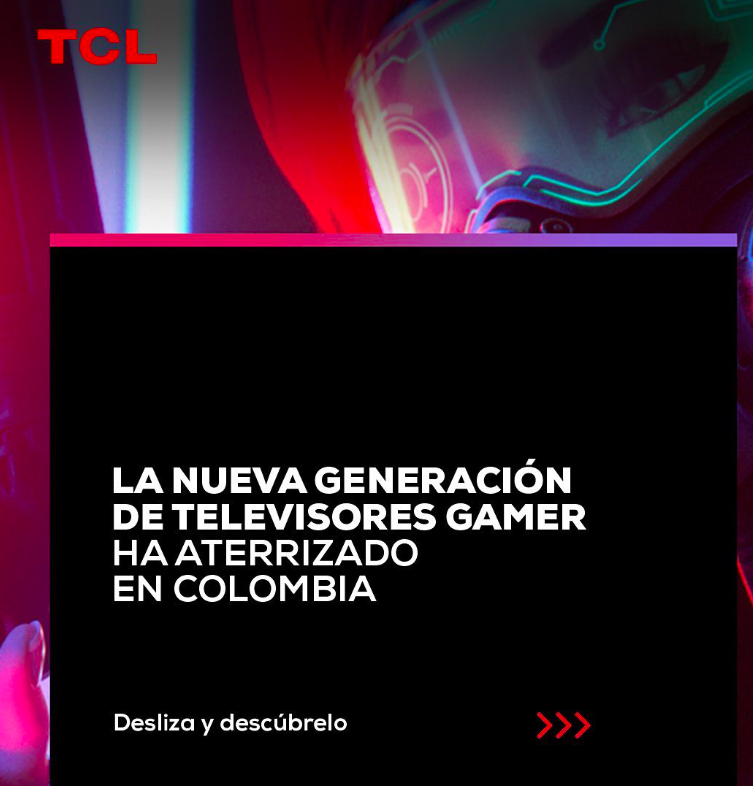 TCL
LA NUEVA GENERACIÓN
DE TELEVISORES GAMER
HA ATERRIZADO
EN COLOMBIA
Desliza y descúbrelo